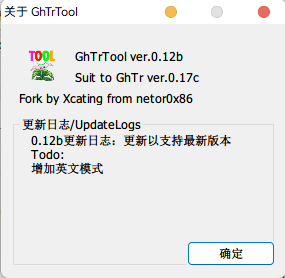 关于 GhTrTool
TOOL
GhTrTool ver.0.12b
Suit to GhTr ver.0.17c
Fork by Xcating from netor0x86
更新日志/UpdateLogs
0.12b更新日志：更新以支持最新版本
Todo:
增加英文模式
确定